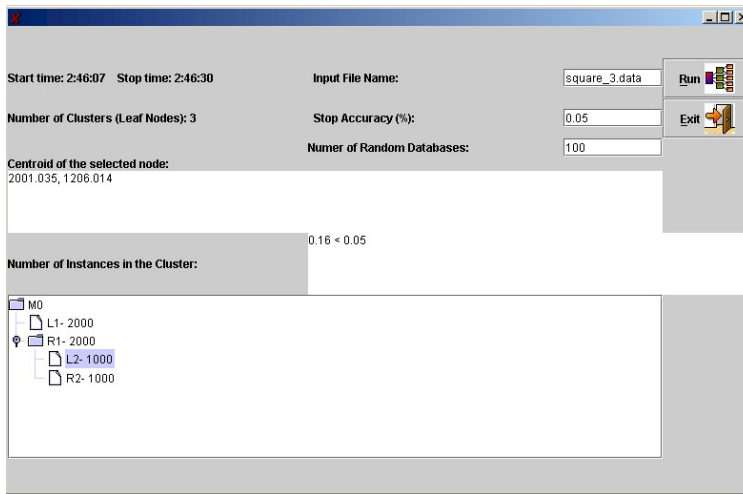 Start time: 2:46:07 Stop time: 2:46:30 Input File Name: square_3.data Run
Number of Clusters (Leaf Nodes): 3 Stop Accuracy (%): 0.05 Exit
Numer of Random Databases: 100
Centroid of the selected node:
2001.035, 1206.014
0.16 < 0.05
Number of Instances in the Cluster:
M0
L1- 2000
R1- 2000
L2- 1000
R2- 1000